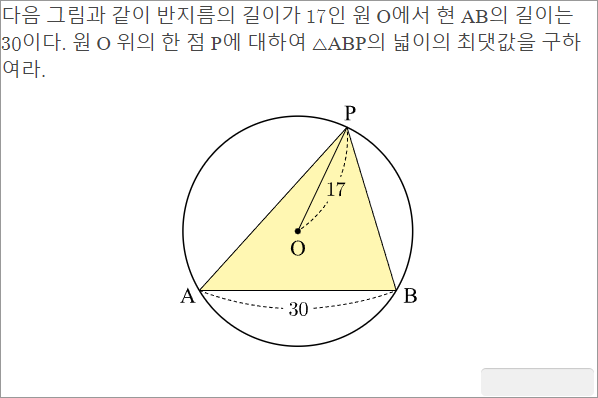 다음 그림과 같이 반지름의 길이가 17인 원 O에서 현 AB의 길이는
30이다. 원 O 위의 한 점 P에 대하여 △ABP의 넓이의 최댓값을 구하
여라.
P
17
O
A
B
30